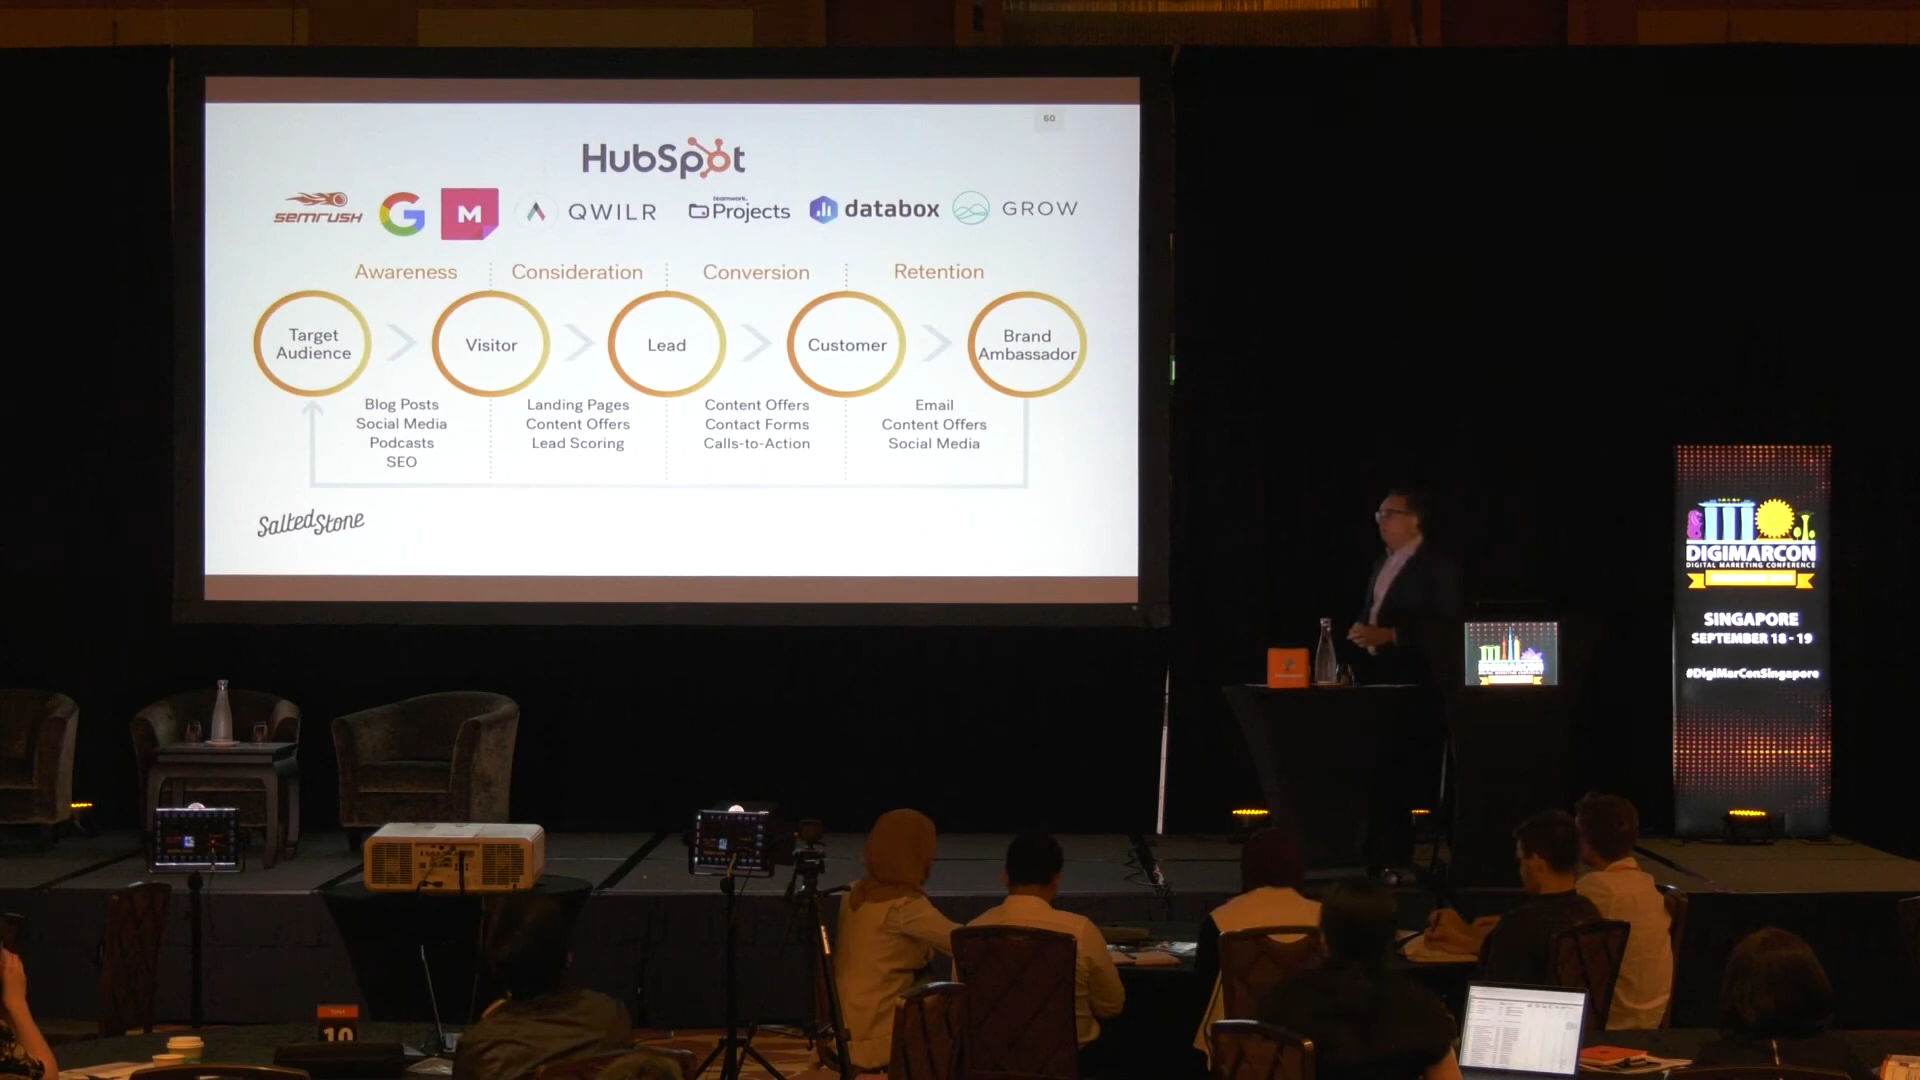 60
HubSpot
semrush
G
M
QWILR
teamwork.
Projects
databox
GROW
Awareness
Consideration
Conversion
Retention
Target
Audience
Visitor
Lead
Customer
Brand
Ambassador
Blog Posts
Social Media
Podcasts
SEO
Landing Pages
Content Offers
Lead Scoring
Content Offers
Contact Forms
Calls-to-Action
Email
Content Offers
Social Media
SaltedStone
DIGIMARCON
DIGITAL MARKETING CONFERENCE
SINGAPORE
SEPTEMBER 18 - 19
#DigiMarConSingapore
10